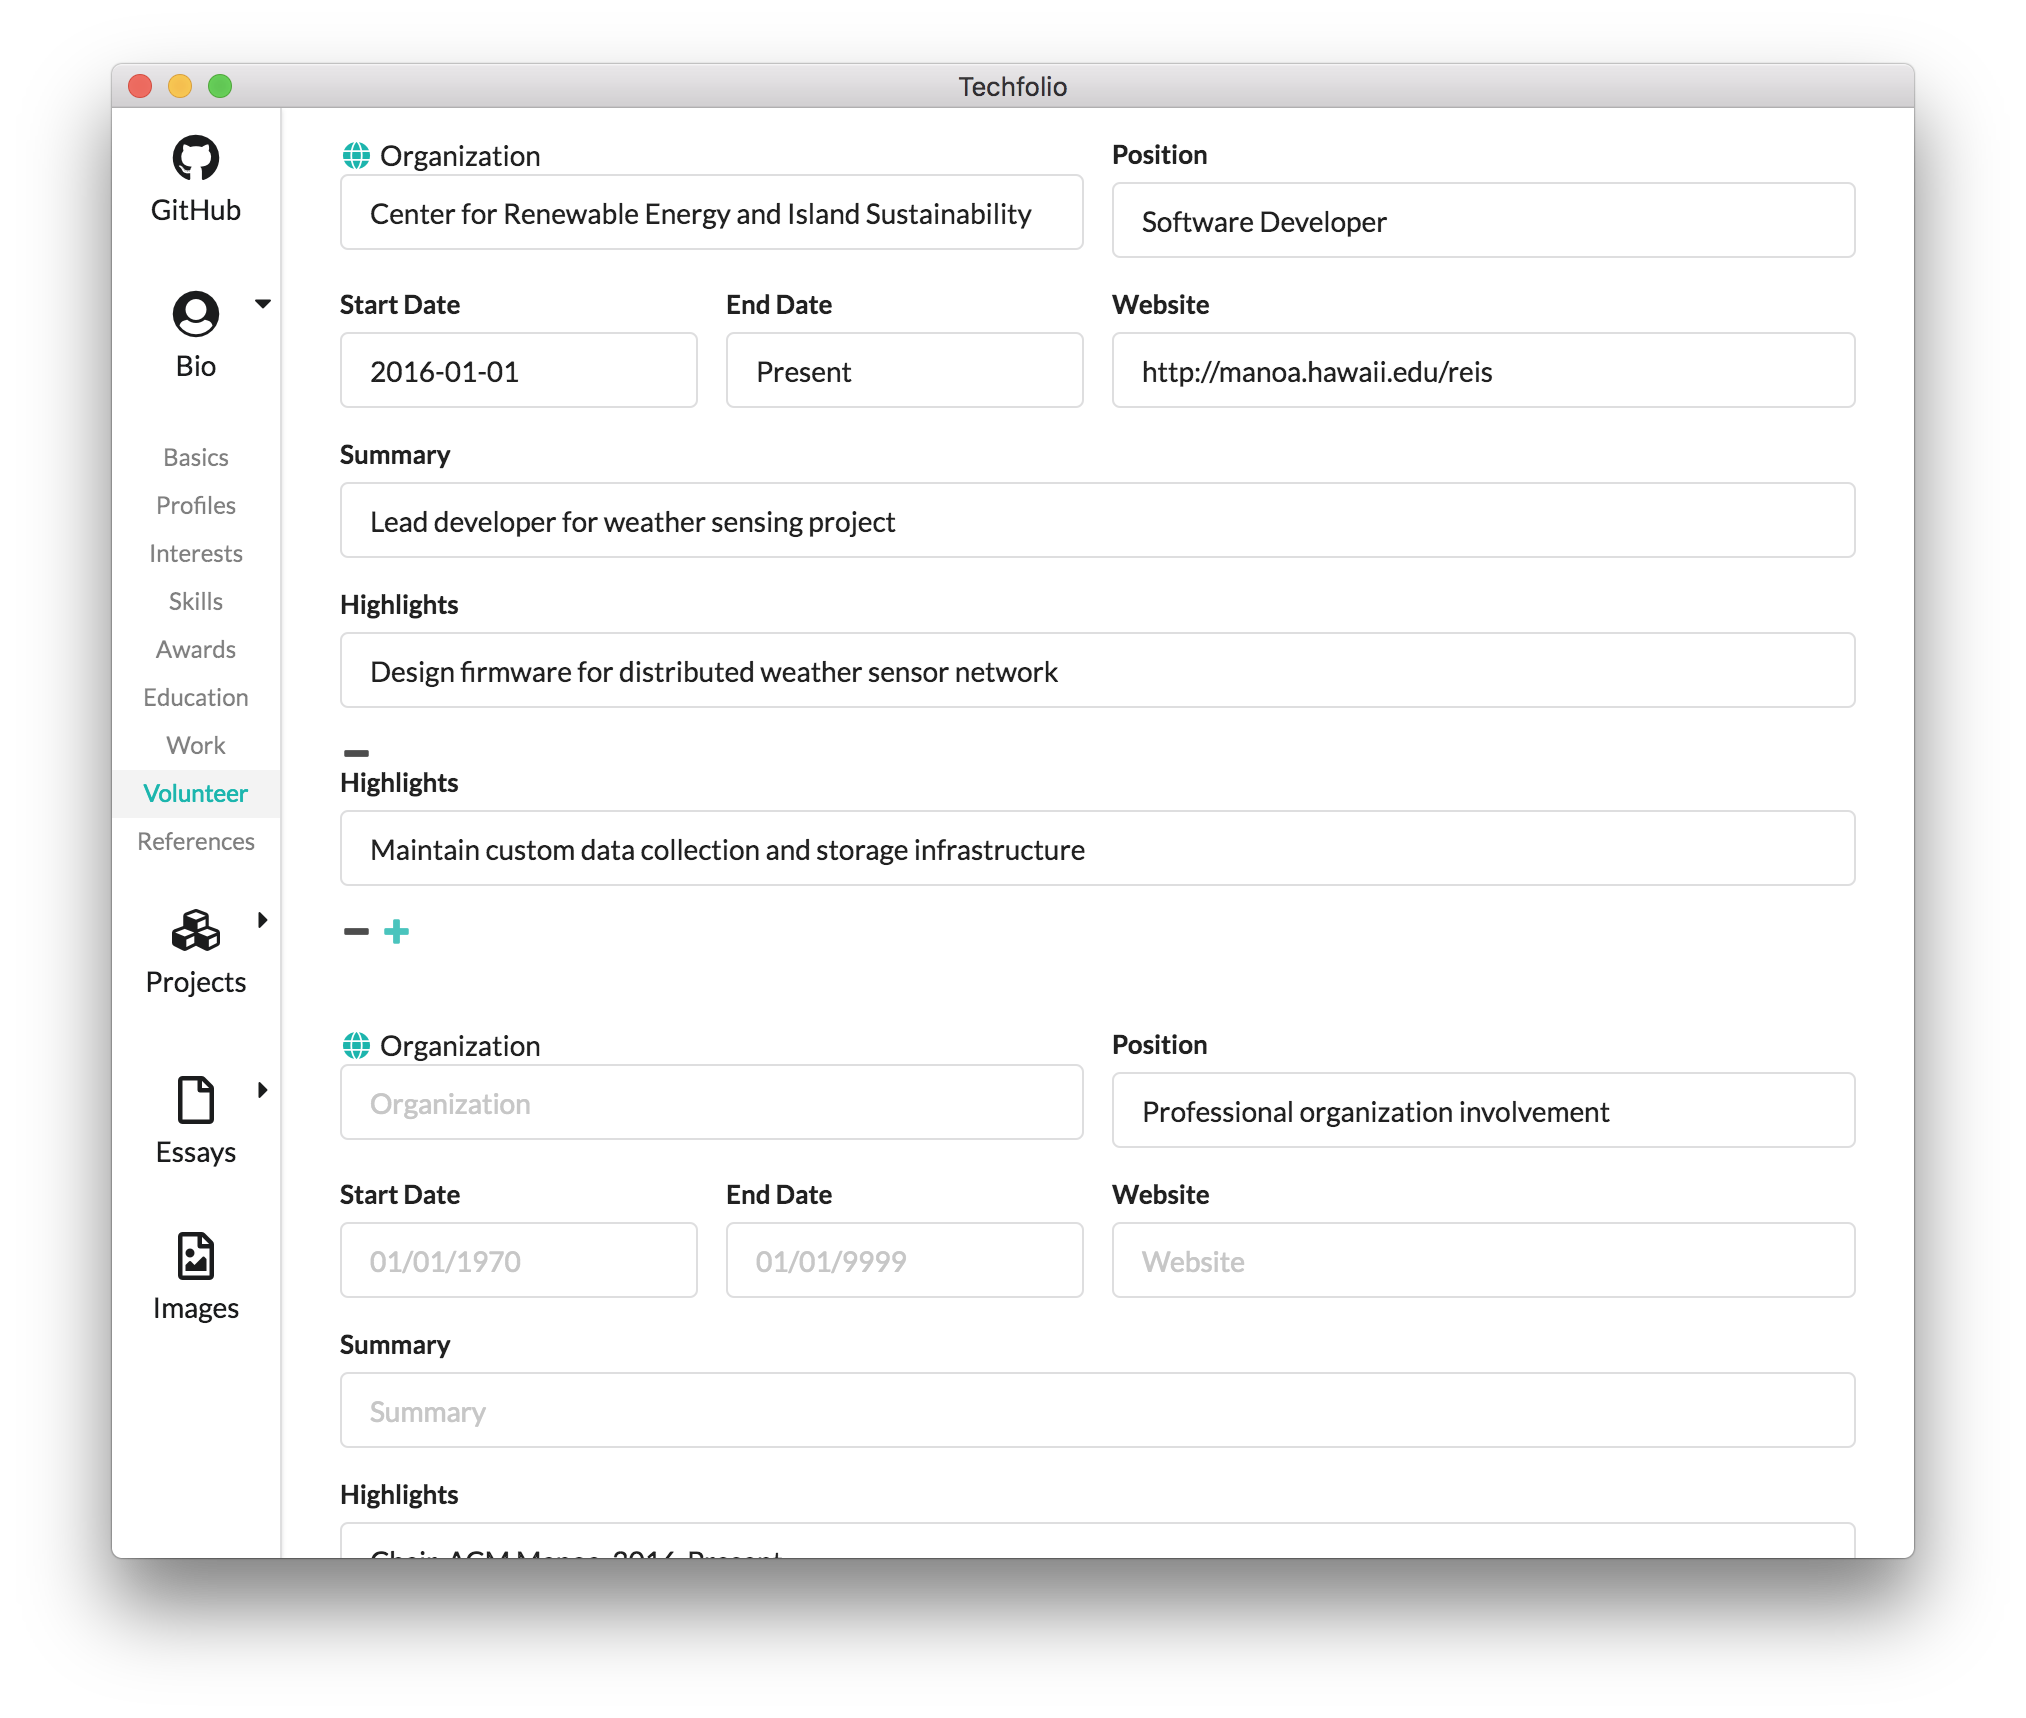 Techfolio
GitHub
Bio
Basics
Profiles
Interests
Skills
Awards
Education
Work
Volunteer
References
Projects
Essays
Images
Organization
Position
Center for Renewable Energy and Island Sustainability
Software Developer
Start Date
End Date
Website
2016-01-01
Present
http://manoa.hawaii.edu/reis
Summary
Lead developer for weather sensing project
Highlights
Design firmware for distributed weather sensor network
Highlights
Maintain custom data collection and storage infrastructure
Organization
Position
Organization
Professional organization involvement
Start Date
End Date
Website
01/01/1970
01/01/9999
Website
Summary
Summary
Highlights
ACM Manoa, 2016-Present